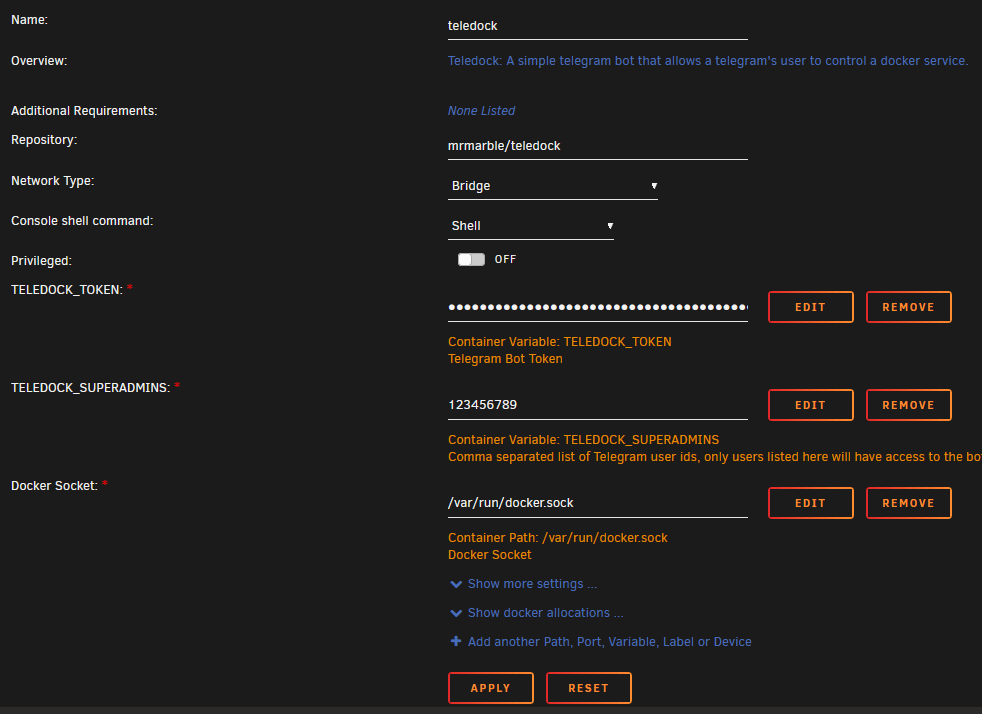 Name:
teledock
Overview:
Teledock: A simple telegram bot that allows a telegram's user to control a docker service.
Additional Requirements:
None Listed
Repository:
mrmarble/teledock
Network Type:
Bridge
Console shell command:
Shell
Privileged:
OFF
TELEDOCK_TOKEN: *
EDIT
REMOVE
Container Variable: TELEDOCK_TOKEN
Telegram Bot Token
TELEDOCK_SUPERADMINS: *
123456789
EDIT
REMOVE
Container Variable: TELEDOCK_SUPERADMINS
Comma separated list of Telegram user ids, only users listed here will have access to the
Docker Socket: *
/var/run/docker.sock
EDIT
REMOVE
Container Path: /var/run/docker.sock
Docker Socket
Show more settings ...
Show docker allocations ...
Add another Path, Port, Variable, Label or Device
APPLY
RESET